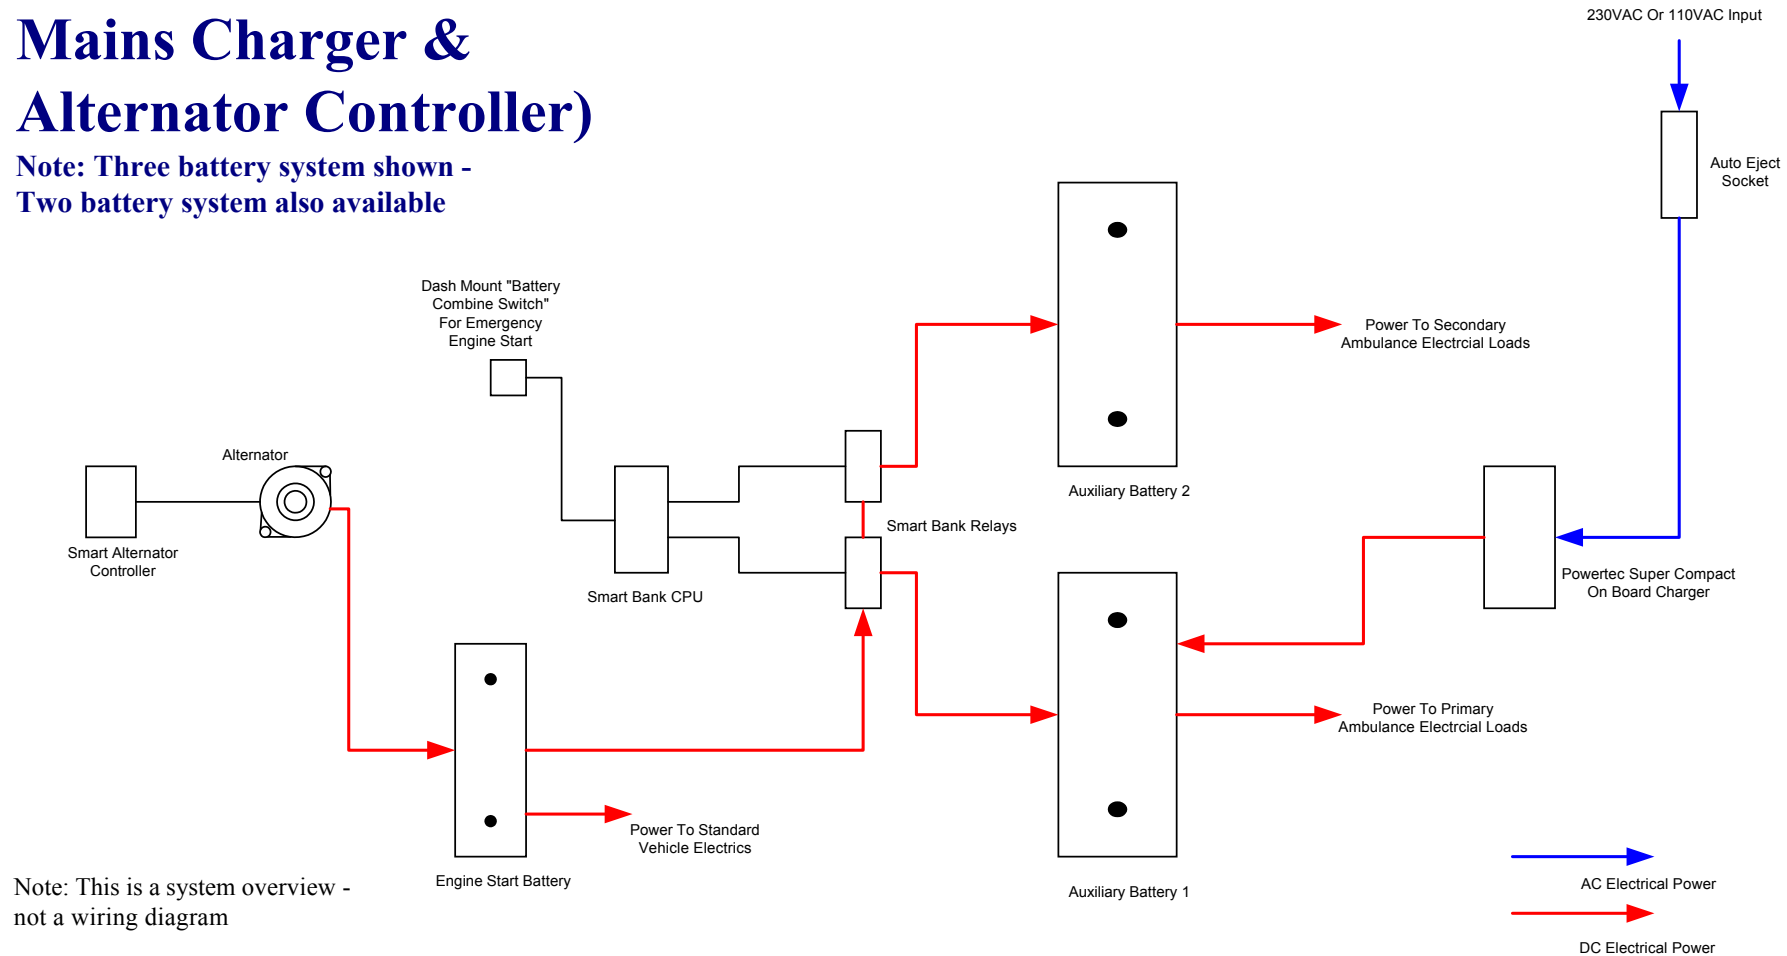 Mains Charger &
Alternator Controller)
Note: Three battery system shown -
Two battery system also available
230VAC Or 110VAC Input
Auto Eject
Socket
Dash Mount "Battery
Combine Switch"
For Emergency
Engine Start
Power To Secondary
Ambulance Electrcial Loads
Alternator
Auxiliary Battery 2
Smart Bank Relays
Smart Alternator
Controller
Smart Bank CPU
Powertec Super Compact
On Board Charger
Power To Primary
Ambulance Electrcial Loads
Power To Standard
Vehicle Electrics
Engine Start Battery
Auxiliary Battery 1
Note: This is a system overview -
not a wiring diagram
AC Electrical Power
DC Electrical Power